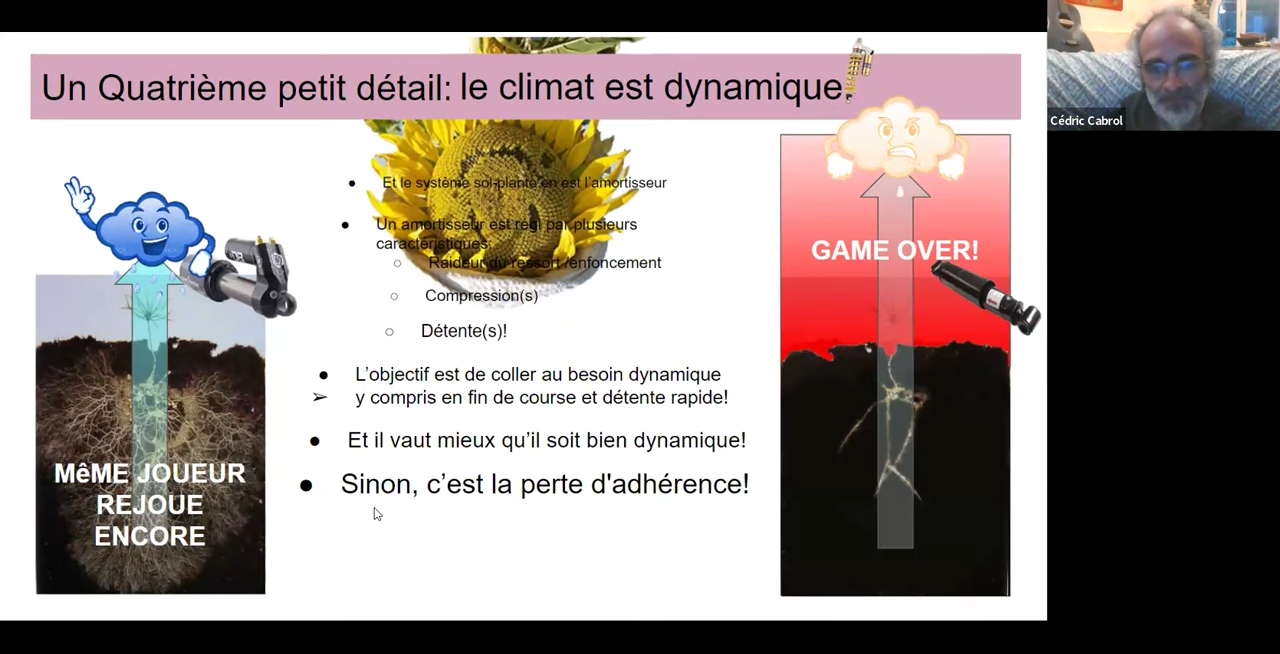 Un Quatrième petit détail: le climat est dynamique.
Cédric Cabrol
Et le système sol-plante en est l'amortisseur
Un amortisseur est régi par plusieurs
caractéristiques:
Raideur du ressort /enfoncement
Compression(s)
Détente(s)!
L'objectif est de coller au besoin dynamique
y compris en fin de course et détente rapide!
Et il vaut mieux qu'il soit bien dynamique!
Sinon, c'est la perte d'adhérence!
MêME JOUEUR
REJOUE
ENCORE
GAME OVER!